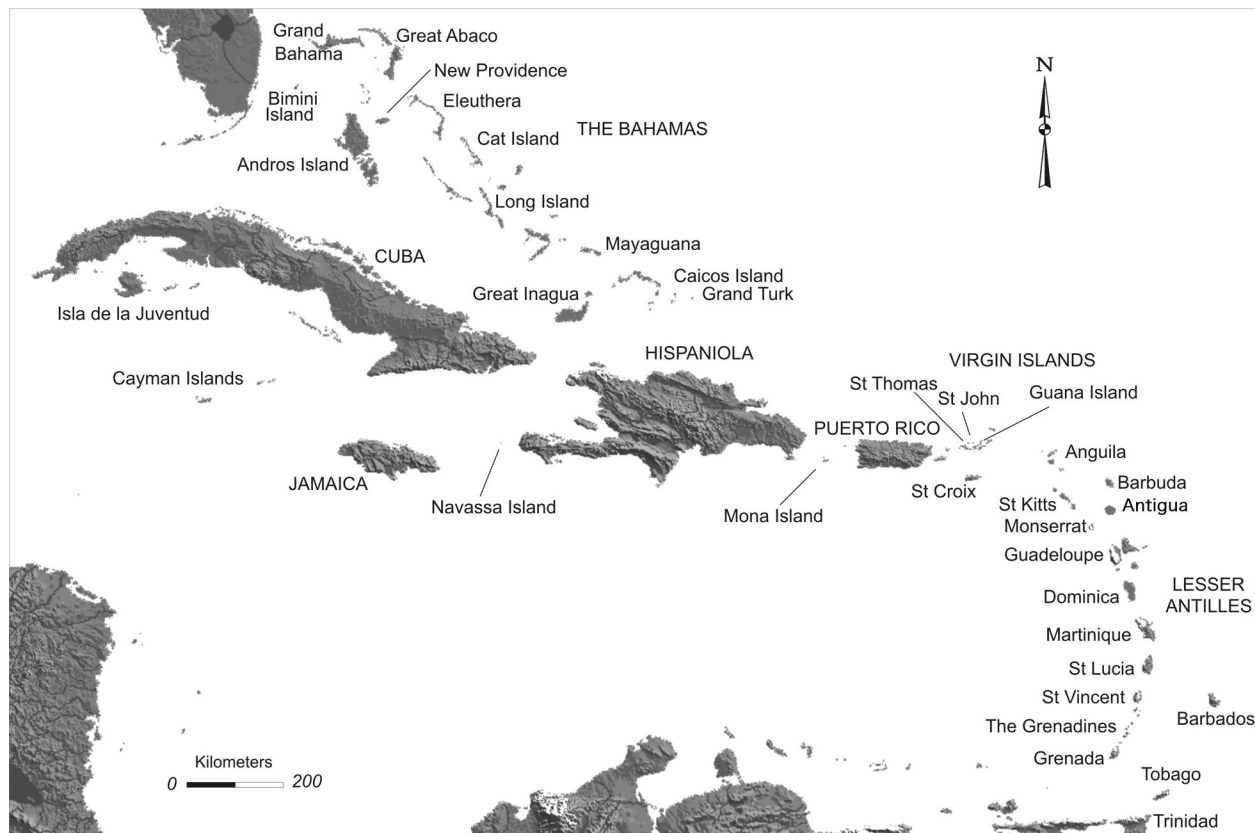 Grand
Bahama
Great Abaco
N
New Providence
Bimini
Island
Eleuthera
THE BAHAMAS
Cat Island
Andros Island
Long Island
Mayaguana
CUBA
Caicos Island
Great Inagua
Grand Turk
Isla de la Juventud
HISPANIOLA
VIRGIN ISLANDS
Cayman Islands
St Thomas
Guana Island
St John
PUERTO RICO
Anguila
JAMAICA
Barbuda
St Croix
Navassa Island
St Kitts
Antigua
Mona Island
Monserrat
Guadeloupe
LESSER
ANTILLES
Dominica
Martinique
St Lucia
St Vincent
Barbados
The Grenadines
Grenada
Kilometers
0 200
Tobago
Trinidad